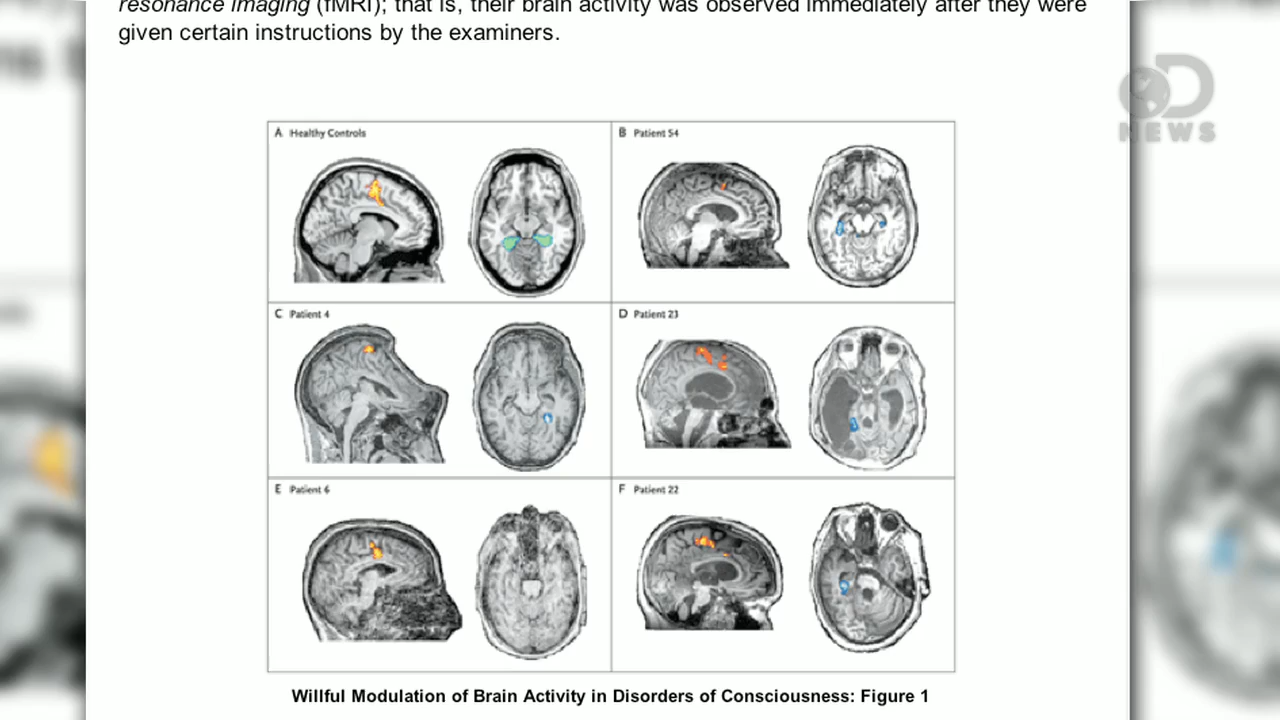 resonance imaging (fMRI); that is, their brain activity was observed immediately after they were
given certain instructions by the examiners.
D
NEWS
A Healthy Controls
B Patient 54
C Patient 4
D Patient 23
E Patient 6
F Patient 22
Willful Modulation of Brain Activity in Disorders of Consciousness: Figure 1